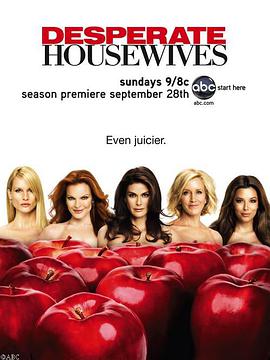 DESPERATE
HOUSEWIVES
sundays 9/8c
abc start here
season premiere september 28th
abc.com
Even juicier.
©ABC